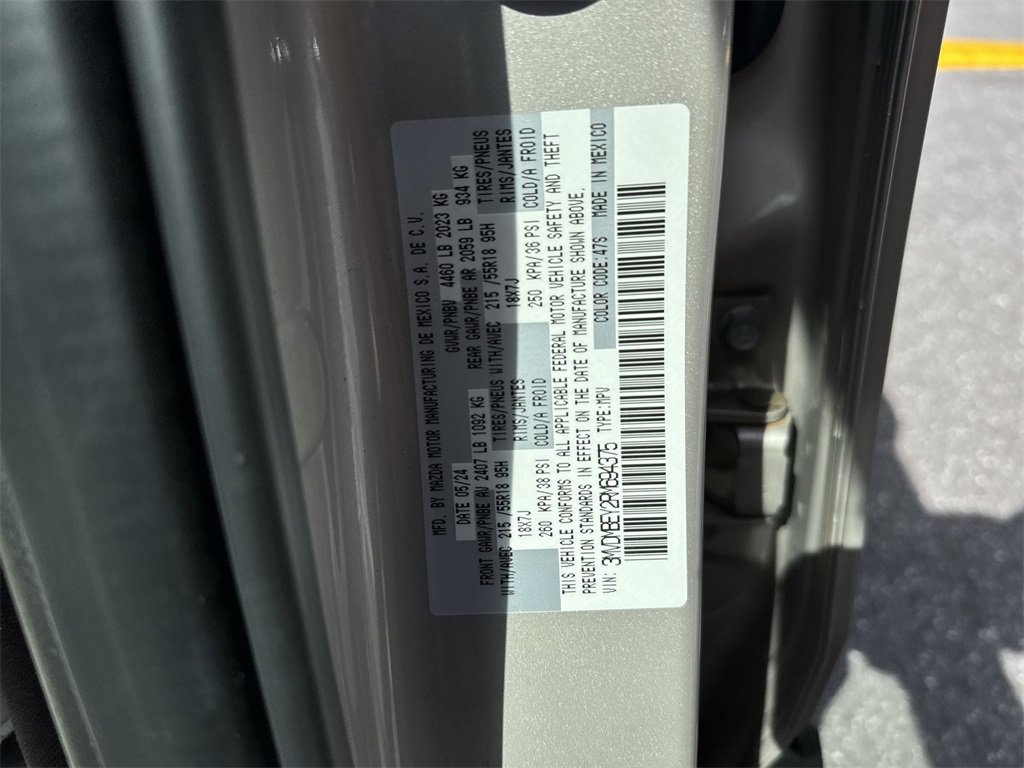 MFD. BY MAZDA MOTOR MANUFACTURING DE MEXICO S.A. DE C.V.
DATE 05/24 GVWR/PNBV 4460 LB 2023 KG
FRONT GAWR/PNBE AV 2407 LB 1092 KG REAR GAWR/PNBE AR 2059 LB 934 KG
WITH/AVEC 215/55R18 95H TIRES/PNEUS WITH/AVEC 215/55R18 95H TIRES/PNEUS
18X7J RIMS/JANTES 18X7J RIMS/JANTES
260 KPA/38 PSI COLD/A FROID 250 KPA/36 PSI COLD/A FROID
THIS VEHICLE CONFORMS TO ALL APPLICABLE FEDERAL MOTOR VEHICLE SAFETY AND THEFT
PREVENTION STANDARDS IN EFFECT ON THE DATE OF MANUFACTURE SHOWN ABOVE.
VIN: 3MVDMBEY2RM694375 TYPE:MPV COLOR CODE:47S MADE IN MEXICO